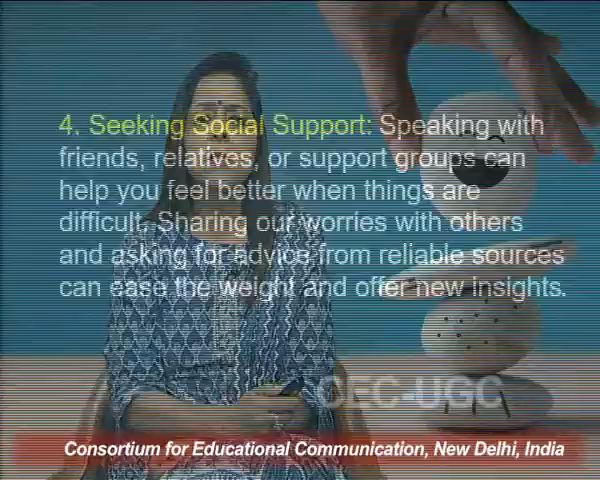 4. Seeking Social Support: Speaking with
friends, relatives, or support groups can
help you feel better when things are
difficult. Sharing our worries with others
and asking for advice from reliable sources
can ease the weight and offer new insights.
CEC-UGC
Consortium for Educational Communication, New Delhi, India